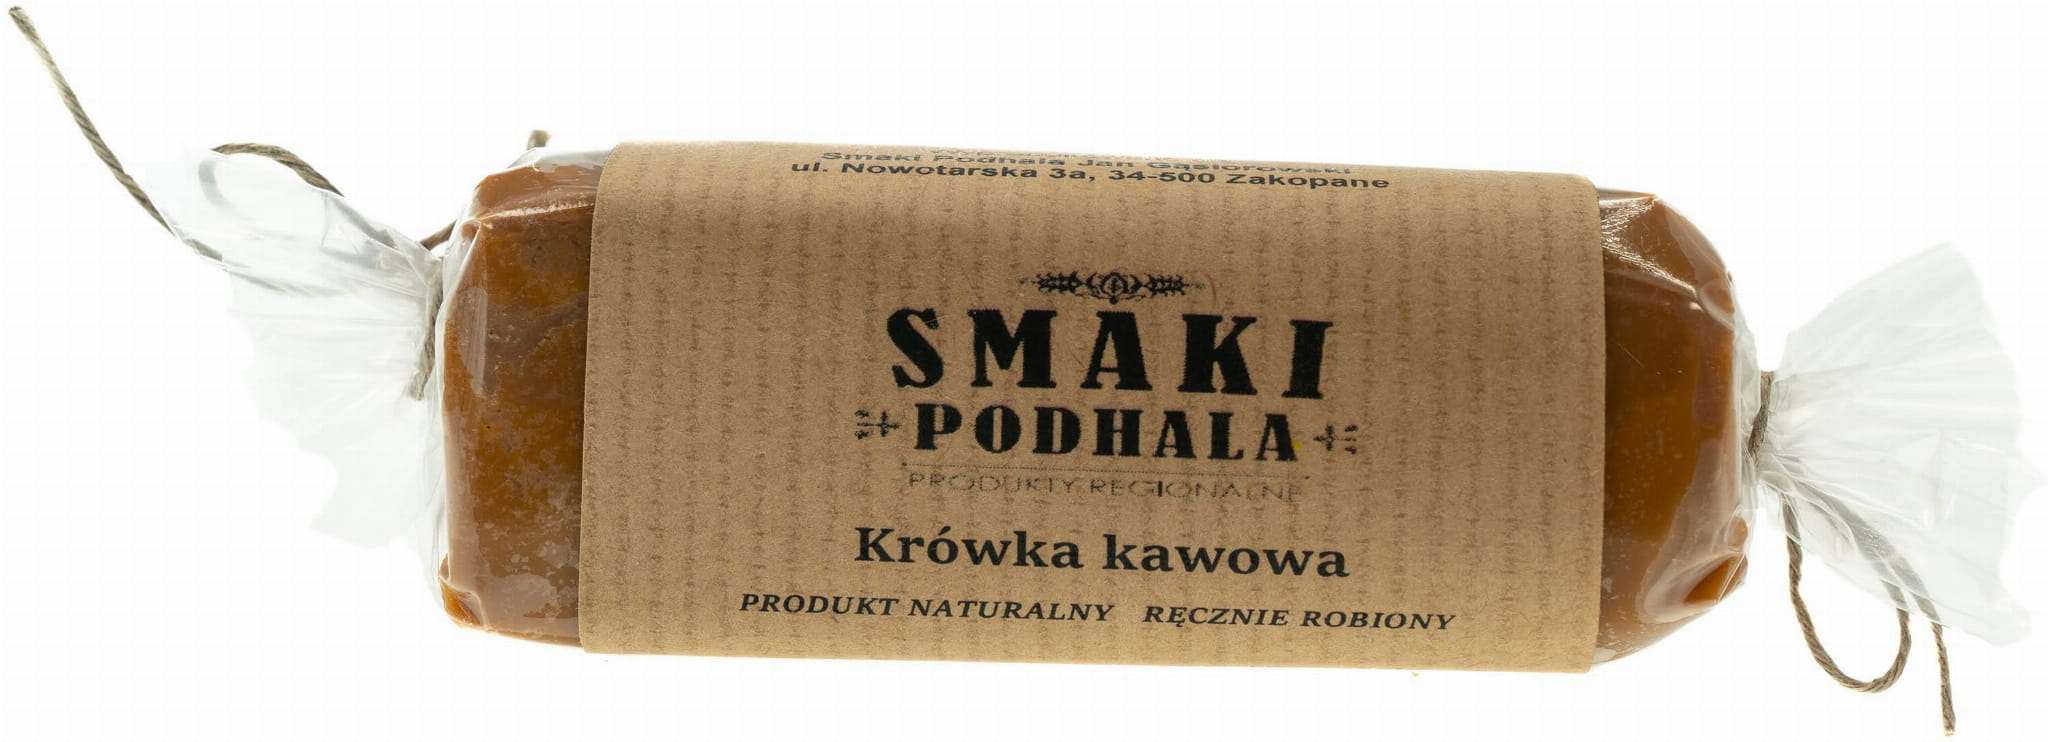 Smaki Podhala Jan Gąsiorowski
ul. Nowotarska 3a, 34-500 Zakopane
SMAKI
PODHALA
PRODUKTY REGIONALNE
Krówka kawowa
PRODUKT NATURALNY RĘCZNIE ROBIONY